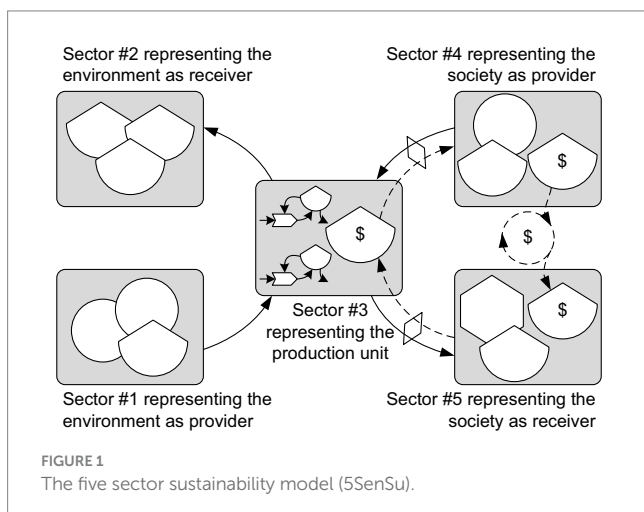 Sector #2 representing the
environment as receiver
Sector #4 representing the
society as provider
$
$
$
Sector #3
representing the
production unit
$
Sector #1 representing the
environment as provider
Sector #5 representing the
society as receiver
FIGURE 1
The five sector sustainability model (5SenSu).